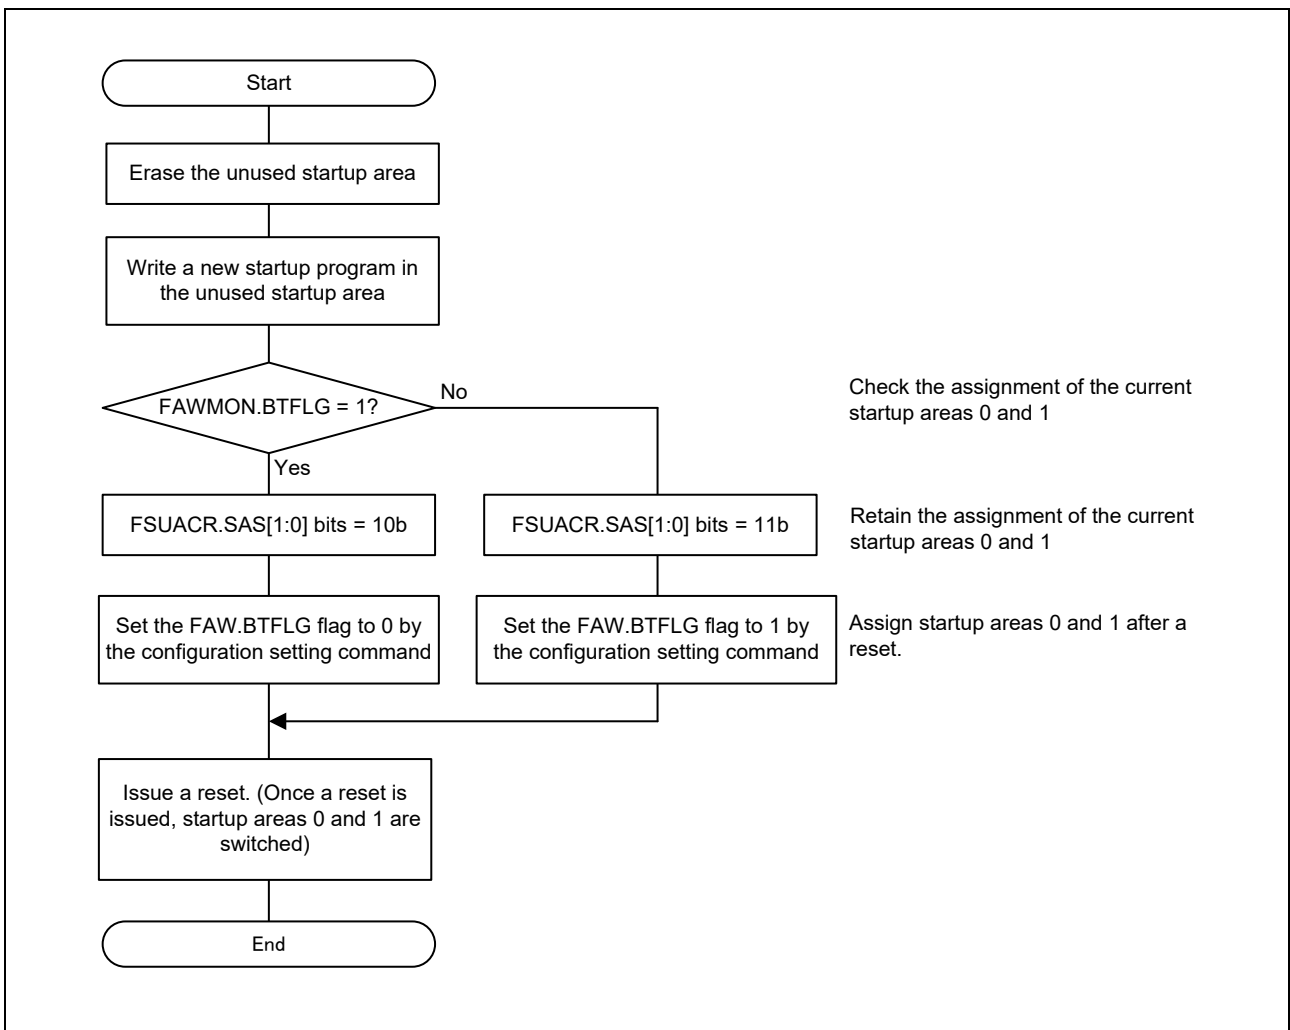 Start
Erase the unused startup area
Write a new startup program in
the unused startup area
FAWMON.BTFLG = 1?
No
Check the assignment of the current
startup areas 0 and 1
Yes
FSUACR.SAS[1:0] bits = 10b
FSUACR.SAS[1:0] bits = 11b
Retain the assignment of the current
startup areas 0 and 1
Set the FAW.BTFLG flag to 0 by
the configuration setting command
Set the FAW.BTFLG flag to 1 by
the configuration setting command
Assign startup areas 0 and 1 after a
reset.
Issue a reset. (Once a reset is
issued, startup areas 0 and 1 are
switched)
End